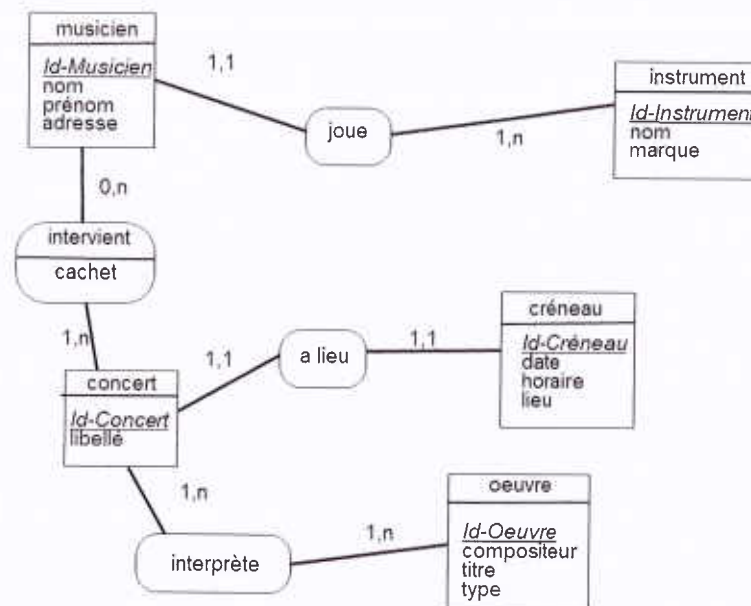 musicien
Id-Musicien
nom
prénom
adresse
1,1
joue
1,n
instrument
Id-Instrument
nom
marque
0,n
intervient
cachet
1,n
concert
Id-Concert
libellé
1,1
a lieu
1,1
créneau
Id-Créneau
date
horaire
lieu
1,n
interprète
1,n
oeuvre
Id-Oeuvre
compositeur
titre
type